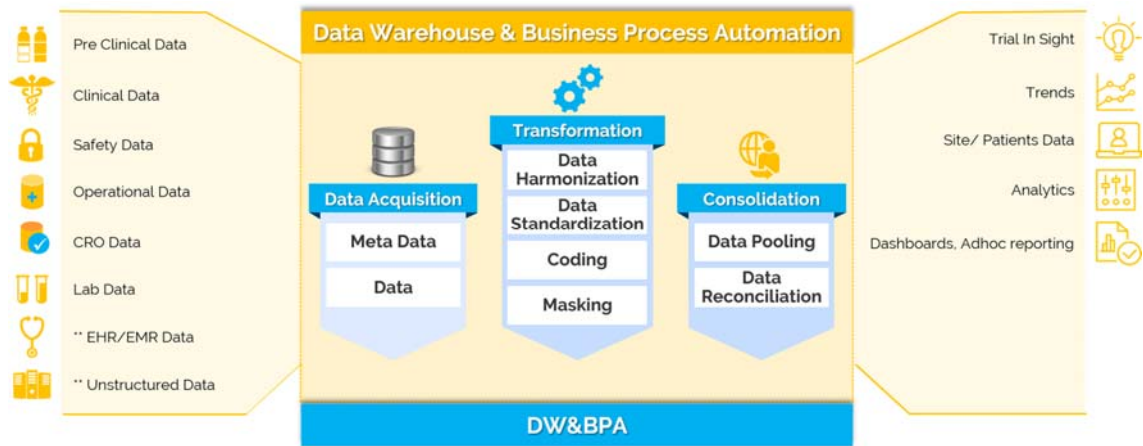 Pre Clinical Data
Clinical Data
Safety Data
Operational Data
CRO Data
Lab Data
** EHR/EMR Data
** Unstructured Data
Data Warehouse & Business Process Automation
Data Acquisition
Meta Data
Data
Transformation
Data
Harmonization
Data
Standardization
Coding
Masking
Consolidation
Data Pooling
Data
Reconciliation
DW&BPA
Trial In Sight
Trends
Site/ Patients Data
Analytics
Dashboards, Adhoc reporting